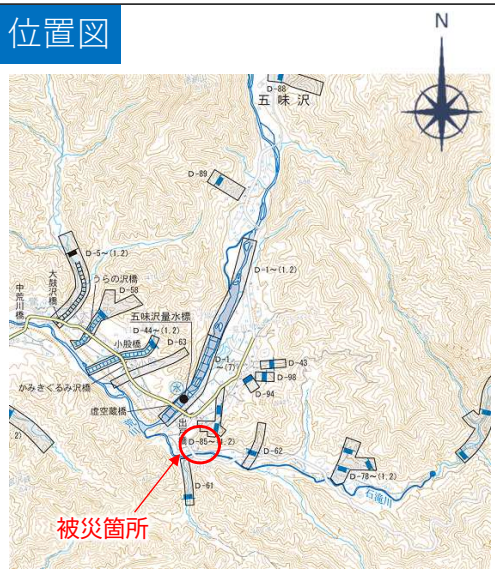 位置図
N
D-88
五味沢
D-89
D-5~(1,2)
D-1~(1,2)
うらの沢橋
大鼓沢橋
D-58
中荒川橋
五味沢量水標
D-44~(1,2)
小股橋
D-63
D-1
~(7)
D-43
D-98
D-94
かみきぐるみ沢橋
虚空蔵橋
2)
D-85~(1,2)
D-62
D-78~(1,2)
石滝川
D-61
被災箇所